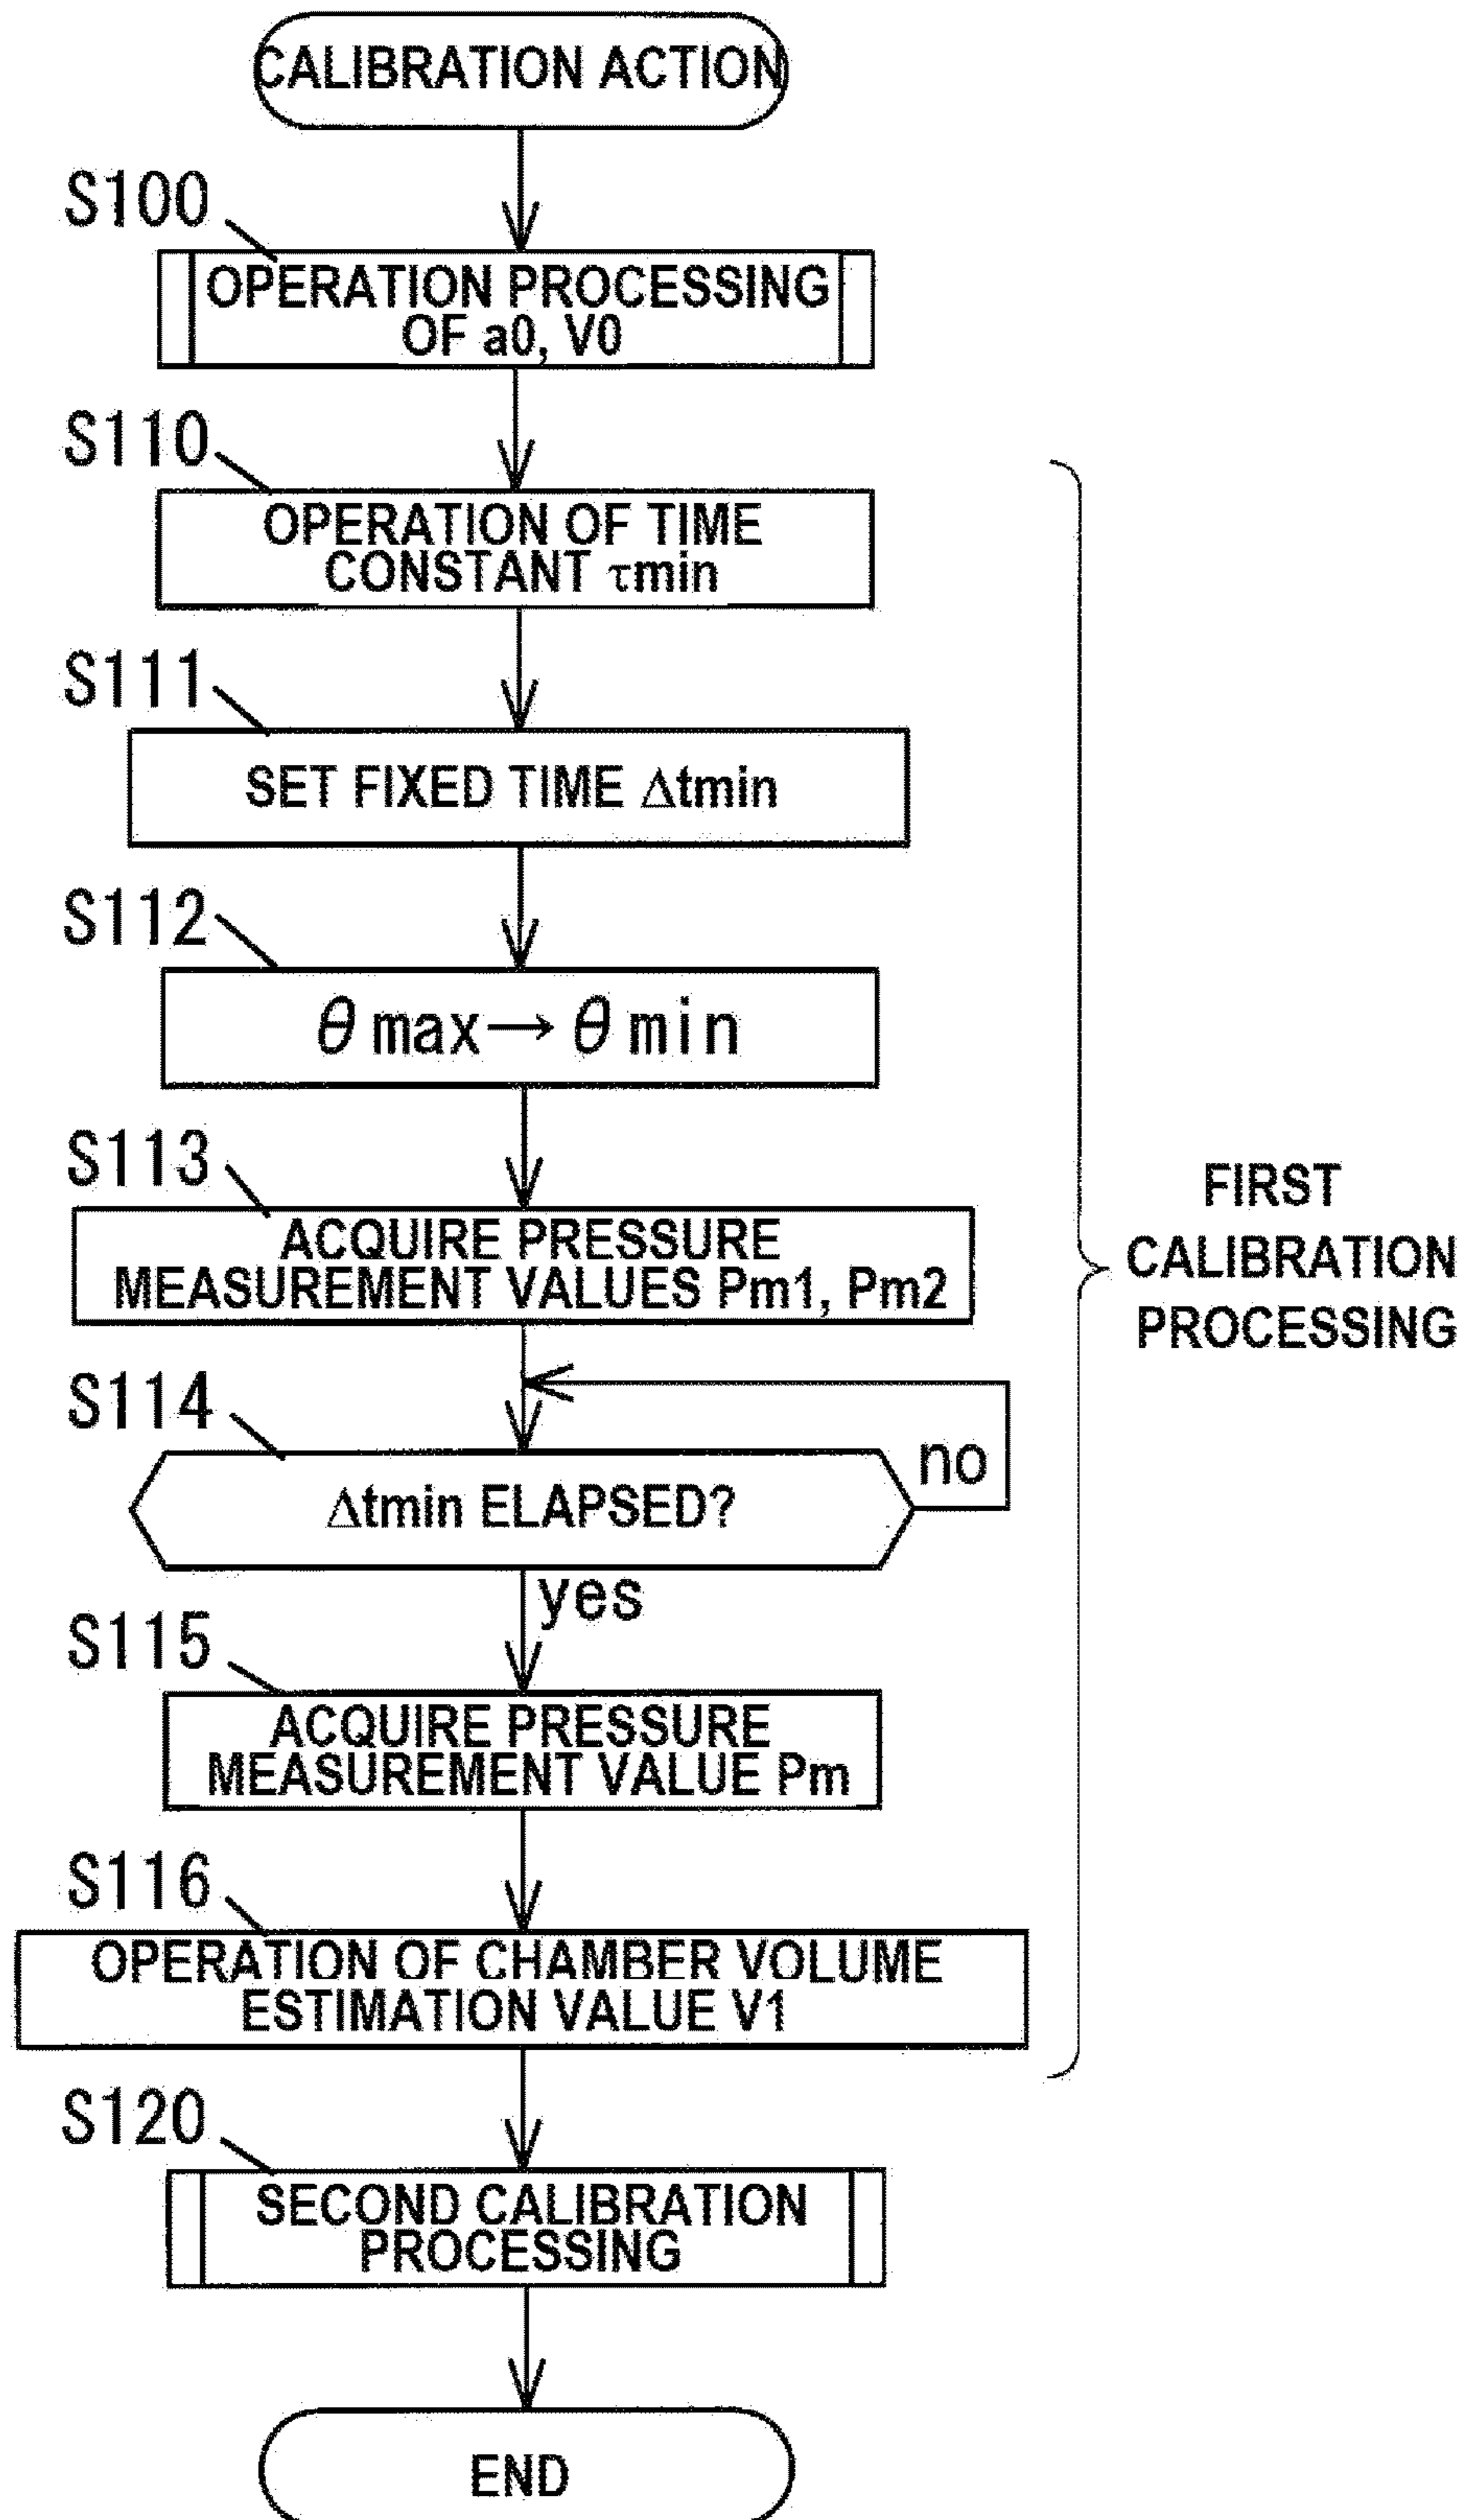 CALIBRATION ACTION
S100
OPERATION PROCESSING
OF a0, V0
S110
OPERATION OF TIME
CONSTANT τmin
S111
SET FIXED TIME Δtmin
S112
θmax→θmin
S113
ACQUIRE PRESSURE
MEASUREMENT VALUES Pm1, Pm2
FIRST
CALIBRATION
PROCESSING
S114
no
Δtmin ELAPSED?
yes
S115
ACQUIRE PRESSURE
MEASUREMENT VALUE Pm
S116
OPERATION OF CHAMBER VOLUME
ESTIMATION VALUE V1
S120
SECOND CALIBRATION
PROCESSING
END